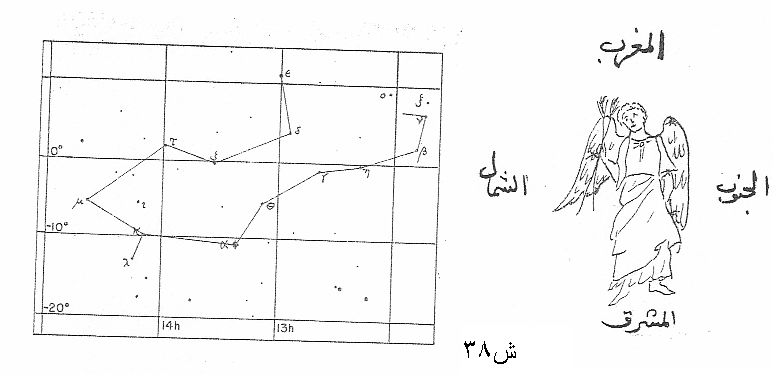 ε
ο
ξ
ν
τ
ζ
δ
β
0°
γ
η
μ
ι
θ
-10°
κ
α
λ
-20°
14h
13h
المغرب
الشمال
الجنوب
المشرق
ش٣٨